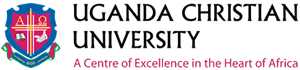 Α Ω
UGANDA CHRISTIAN
UNIVERSITY
A Centre of Excellence in the Heart of Africa